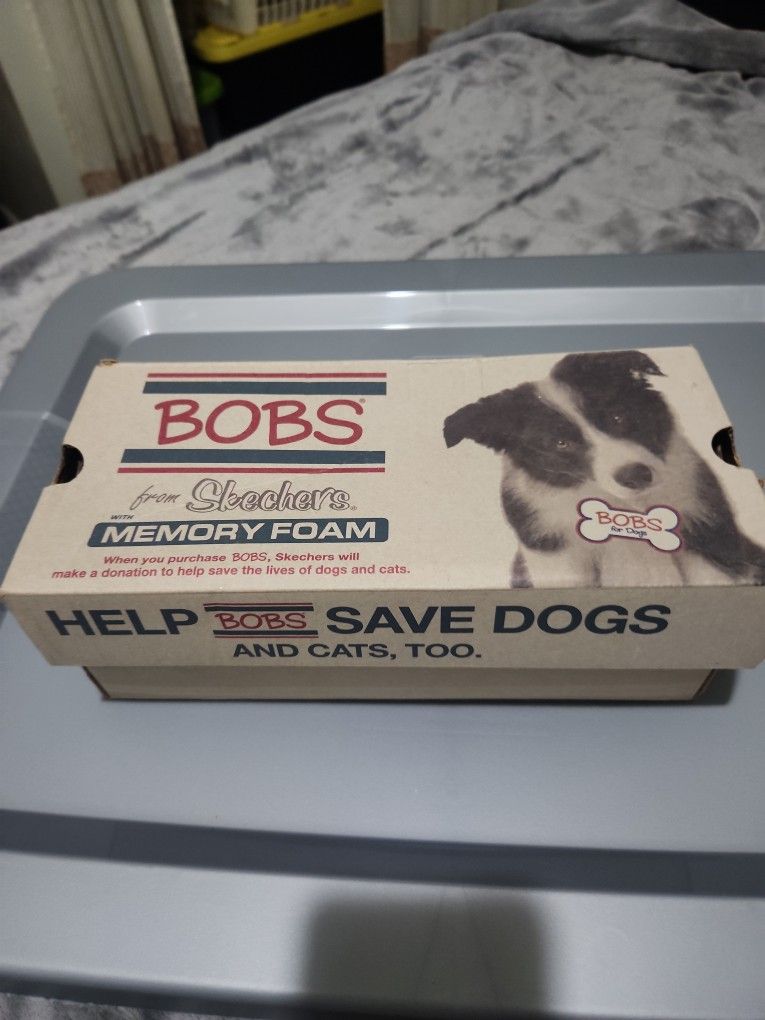 BOBS®
from Skechers®
WITH
MEMORY FOAM
When you purchase BOBS, Skechers will
make a donation to help save the lives of dogs and cats.
BOBS
for Dogs
HELP BOBS SAVE DOGS
AND CATS, TOO.